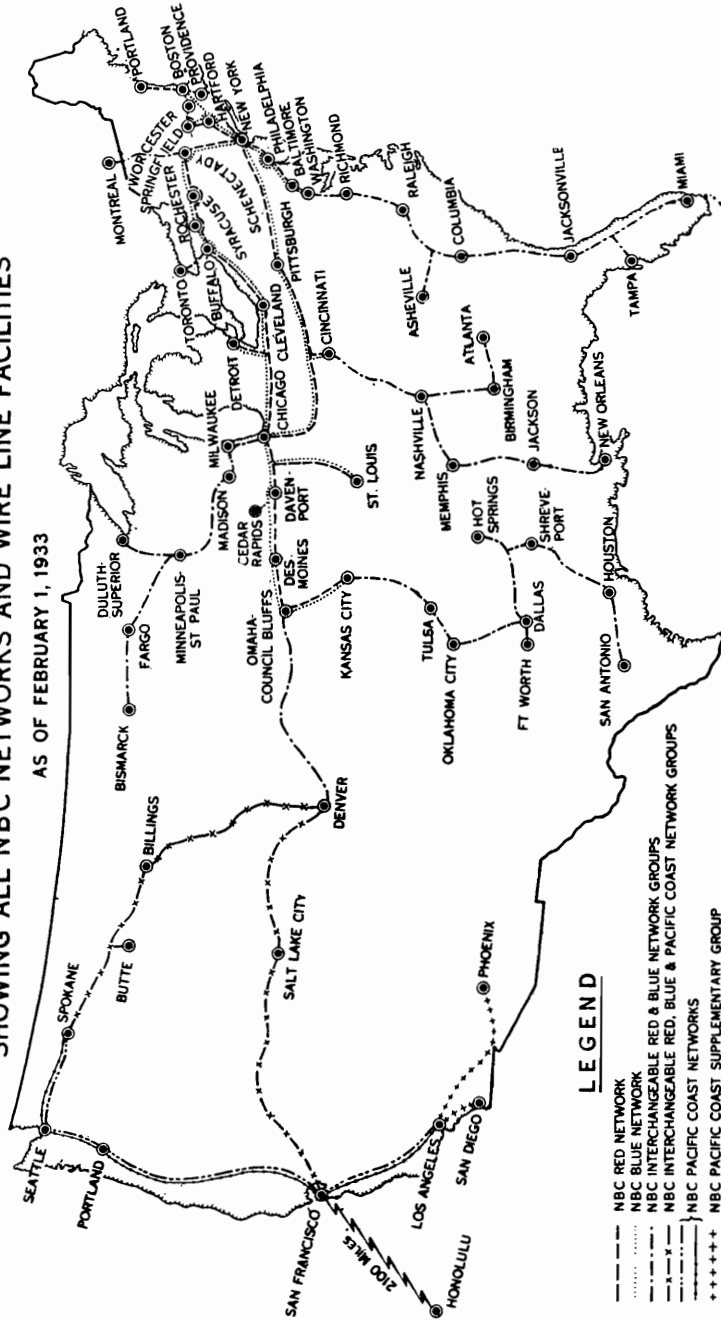 SHOWING ALL NBC NETWORKS AND WIRE LINE FACILITIES
AS OF FEBRUARY 1, 1933
SEATTLE
SPOKANE
PORTLAND
BUTTE
BILLINGS
BISMARCK
FARGO
DULUTH-
SUPERIOR
MINNEAPOLIS-
ST PAUL
MADISON
MILWAUKEE
DETROIT
CHICAGO
CLEVELAND
TORONTO
BUFFALO
ROCHESTER
SYRACUSE
SCHENECTADY
MONTREAL
SPRINGFIELD
WORCESTER
PORTLAND
BOSTON
PROVIDENCE
HARTFORD
NEW YORK
PHILADELPHIA
BALTIMORE
WASHINGTON
RICHMOND
PITTSBURGH
CINCINNATI
CEDAR
RAPIDS
DAVEN-
PORT
DES
MOINES
OMAHA-
COUNCIL BLUFFS
KANSAS CITY
ST. LOUIS
DENVER
SALT LAKE CITY
SAN FRANCISCO
2100 MILES
HONOLULU
LOS ANGELES
SAN DIEGO
PHOENIX
TULSA
OKLAHOMA CITY
FT WORTH
DALLAS
HOT
SPRINGS
SHREVE-
PORT
HOUSTON
SAN ANTONIO
NASHVILLE
MEMPHIS
JACKSON
NEW ORLEANS
BIRMINGHAM
ATLANTA
ASHEVILLE
RALEIGH
COLUMBIA
JACKSONVILLE
TAMPA
MIAMI
LEGEND
NBC RED NETWORK
NBC BLUE NETWORK
NBC INTERCHANGEABLE RED & BLUE NETWORK GROUPS
NBC INTERCHANGEABLE RED, BLUE & PACIFIC COAST NETWORK GROUPS
NBC PACIFIC COAST NETWORKS
NBC PACIFIC COAST SUPPLEMENTARY GROUP